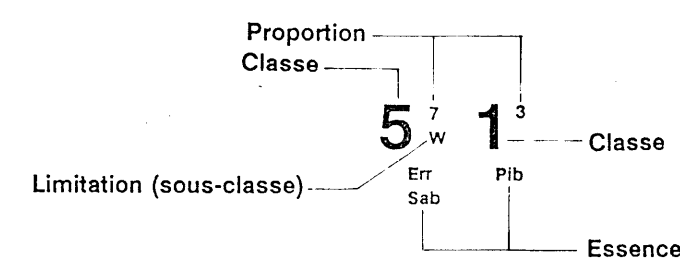 Proportion
Classe
5 7 1 3
W
Classe
Limitation (sous-classe)
Err Pib
Sab
Essence